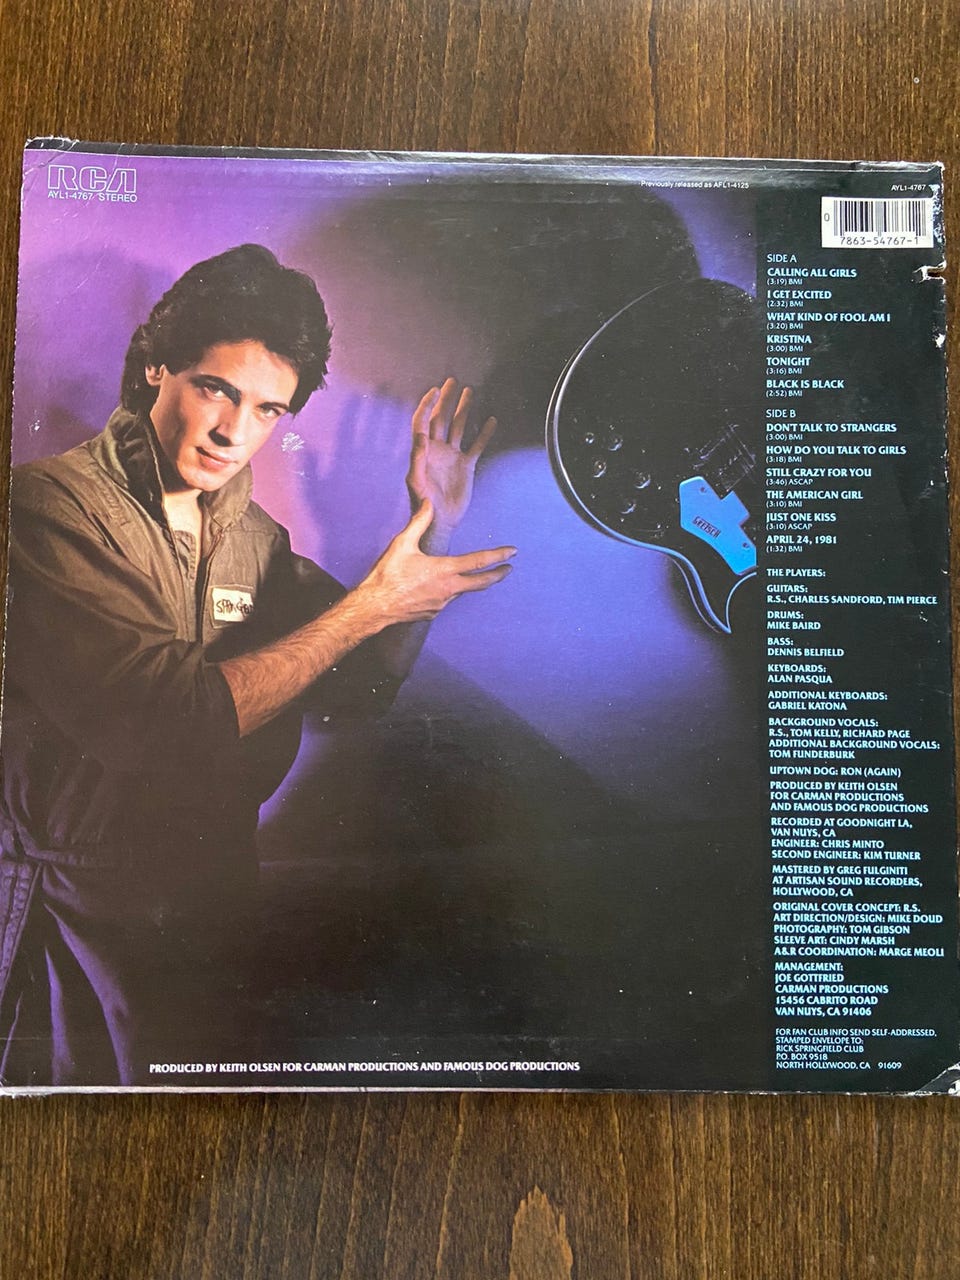 RCA
AYL1-4767 STEREO
Previously released as AFL1-4125
AYL1-4767
0
7863-54767-1
SIDE A
CALLING ALL GIRLS
(3:19) BMI
I GET EXCITED
(2:32) BMI
WHAT KIND OF FOOL AM I
(3:20) BMI
KRISTINA
(3:00) BMI
TONIGHT
(3:16) BMI
BLACK IS BLACK
(2:52) BMI
SIDE B
DON'T TALK TO STRANGERS
(3:00) BMI
HOW DO YOU TALK TO GIRLS
(3:18) BMI
STILL CRAZY FOR YOU
(3:46) ASCAP
THE AMERICAN GIRL
(3:10) BMI
JUST ONE KISS
(3:10) ASCAP
APRIL 24, 1981
(1:32) BMI
THE PLAYERS:
GUITARS:
R.S., CHARLES SANDFORD, TIM PIERCE
DRUMS:
MIKE BAIRD
BASS:
DENNIS BELFIELD
KEYBOARDS:
ALAN PASQUA
ADDITIONAL KEYBOARDS:
GABRIEL KATONA
BACKGROUND VOCALS:
R.S., TOM KELLY, RICHARD PAGE
ADDITIONAL BACKGROUND VOCALS:
TOM FUNDERBURK
UPTOWN DOG: RON (AGAIN)
PRODUCED BY KEITH OLSEN
FOR CARMAN PRODUCTIONS
AND FAMOUS DOG PRODUCTIONS
RECORDED AT GOODNIGHT LA,
VAN NUYS, CA
ENGINEER: CHRIS MINTO
SECOND ENGINEER: KIM TURNER
MASTERED BY GREG FULGINITI
AT ARTISAN SOUND RECORDERS,
HOLLYWOOD, CA
ORIGINAL COVER CONCEPT: R.S.
ART DIRECTION/DESIGN: MIKE DOUD
PHOTOGRAPHY: TOM GIBSON
SLEEVE ART: CINDY MARSH
A&R COORDINATION: MARGE MEOLI
MANAGEMENT:
JOE GOTTFRIED
CARMAN PRODUCTIONS
15456 CABRITO ROAD
VAN NUYS, CA 91406
FOR FAN CLUB INFO SEND SELF-ADDRESSED,
STAMPED ENVELOPE TO:
RICK SPRINGFIELD CLUB
P.O. BOX 9518
NORTH HOLLYWOOD, CA 91609
GRETSCH
PRODUCED BY KEITH OLSEN FOR CARMAN PRODUCTIONS AND FAMOUS DOG PRODUCTIONS